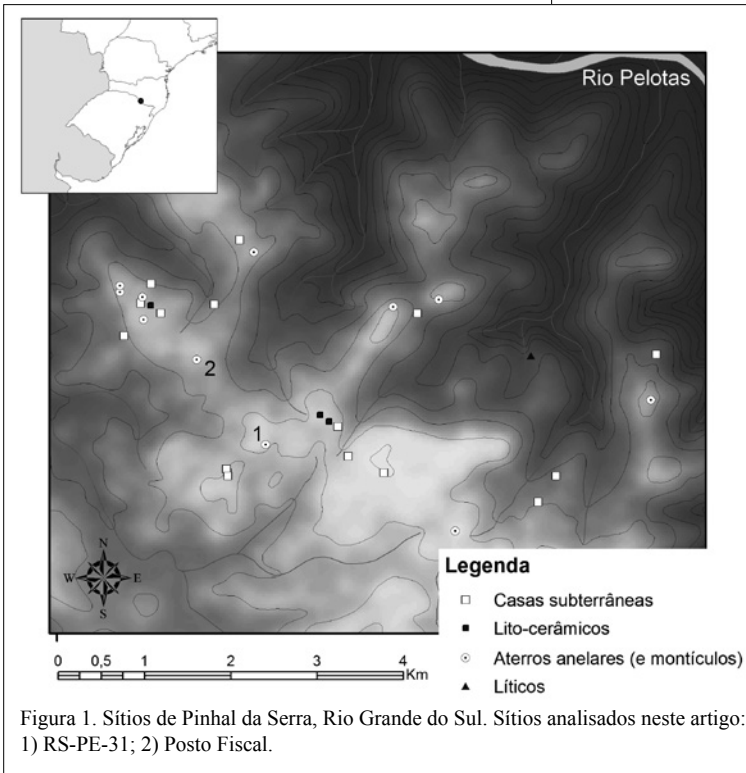 Rio Pelotas
2
1
N
W E
S
0 0,5 1 2 3 4
Km
Legenda
Casas subterrâneas
Lito-cerâmicos
Aterros anelares (e montículos)
Líticos
Figura 1. Sítios de Pinhal da Serra, Rio Grande do Sul. Sítios analisados neste artigo:
1) RS-PE-31; 2) Posto Fiscal.